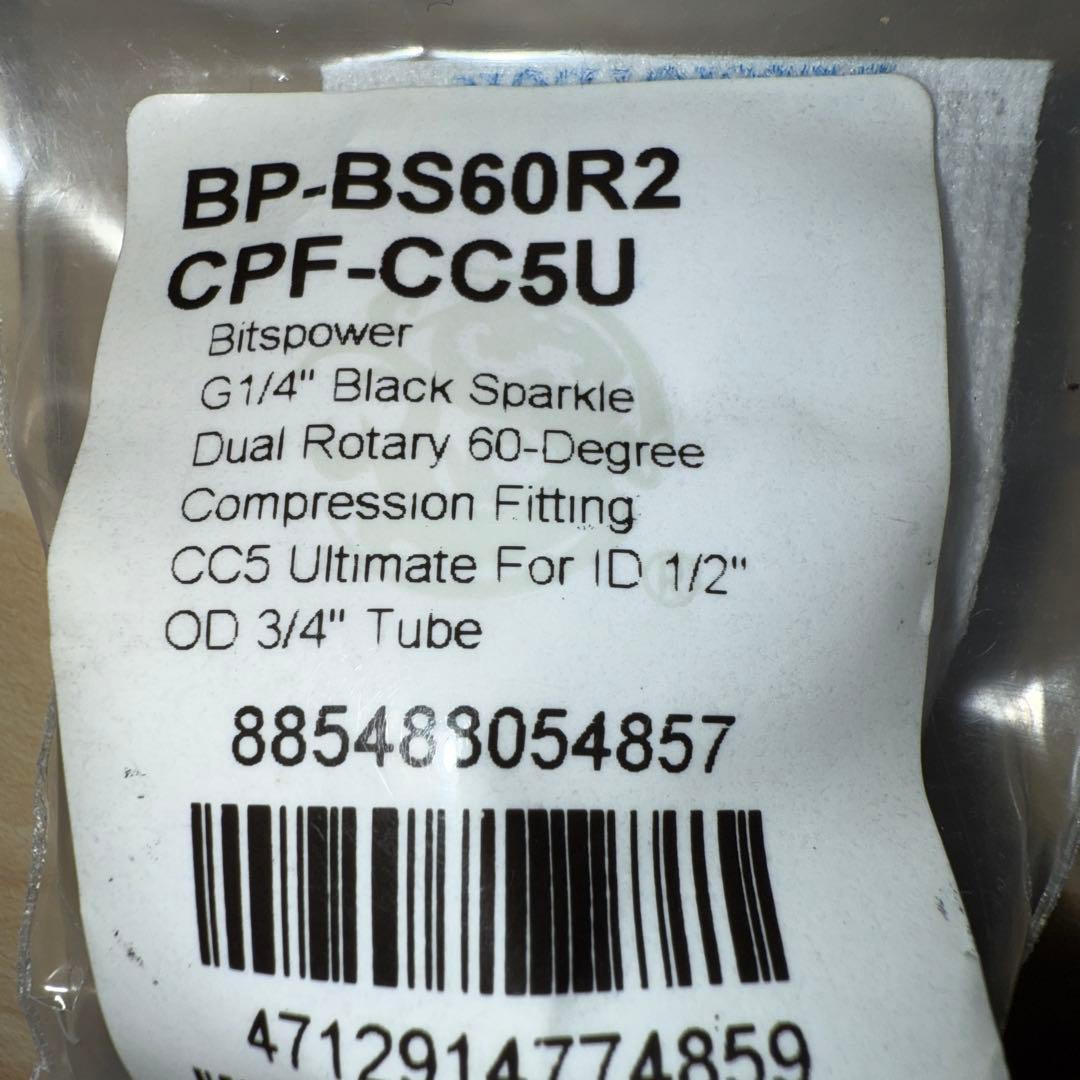 BP-BS60R2
CPF-CC5U
Bitspower
G1/4" Black Sparkle
Dual Rotary 60-Degree
Compression Fitting
CC5 Ultimate For ID 1/2"
OD 3/4" Tube
885483054857
4712914774859